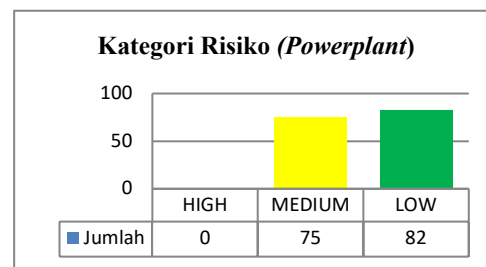 Kategori Risiko (Powerplant)
100
50
0
HIGH MEDIUM LOW
Jumlah 0 75 82